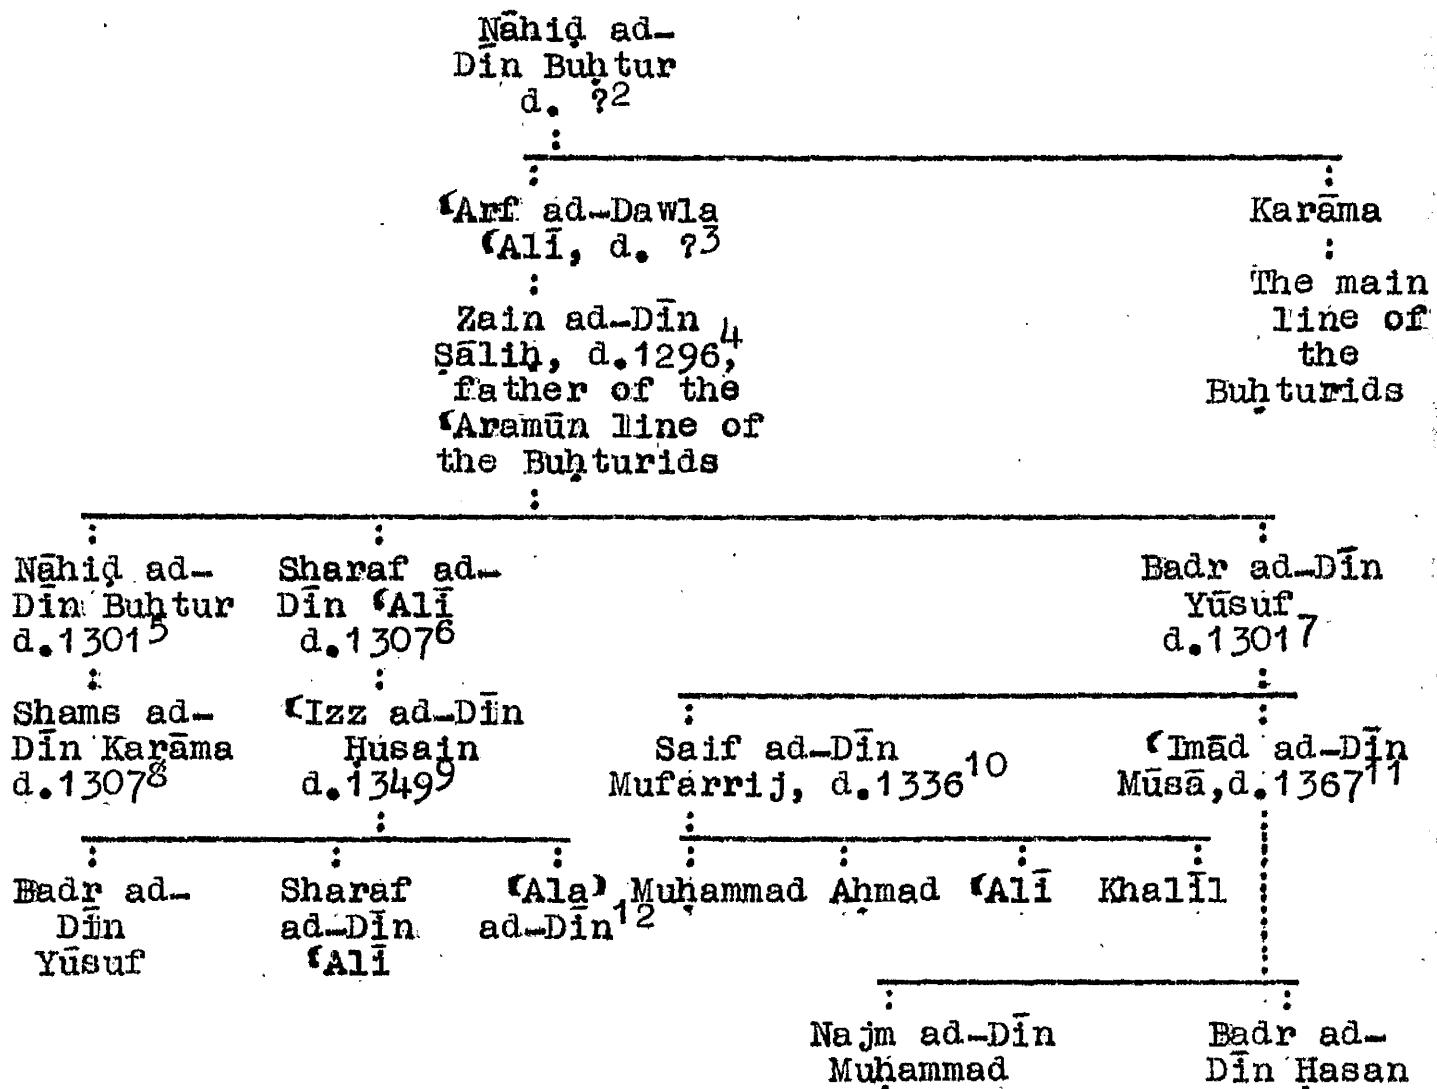 Nāhiḍ ad-
Dīn Buḥtur
d. ?2
ʿArf ad-Dawla
ʿAlī, d. ?3
Karāma
The main
line of
the
Buḥturids
Zain ad-Dīn
Ṣāliḥ, d.1296,4
father of the
ʿAramūn line of
the Buḥturids
Nāhiḍ ad-
Dīn Buḥtur
d.13015
Sharaf ad-
Dīn ʿAlī
d.13076
Badr ad-Dīn
Yūsuf
d.13017
Shams ad-
Dīn Karāma
d.13078
ʿIzz ad-Dīn
Ḥusain
d.13499
Saif ad-Dīn
Mufarrij, d.133610
ʿImād ad-Dīn
Mūsā,d.136711
Badr ad-
Dīn
Yūsuf
Sharaf
ad-Dīn
ʿAlī
ʿAlaʾ
ad-Dīn12
Muḥammad Aḥmad ʿAlī Khalīl
Najm ad-Dīn
Muḥammad
Badr ad-
Dīn Ḥasan